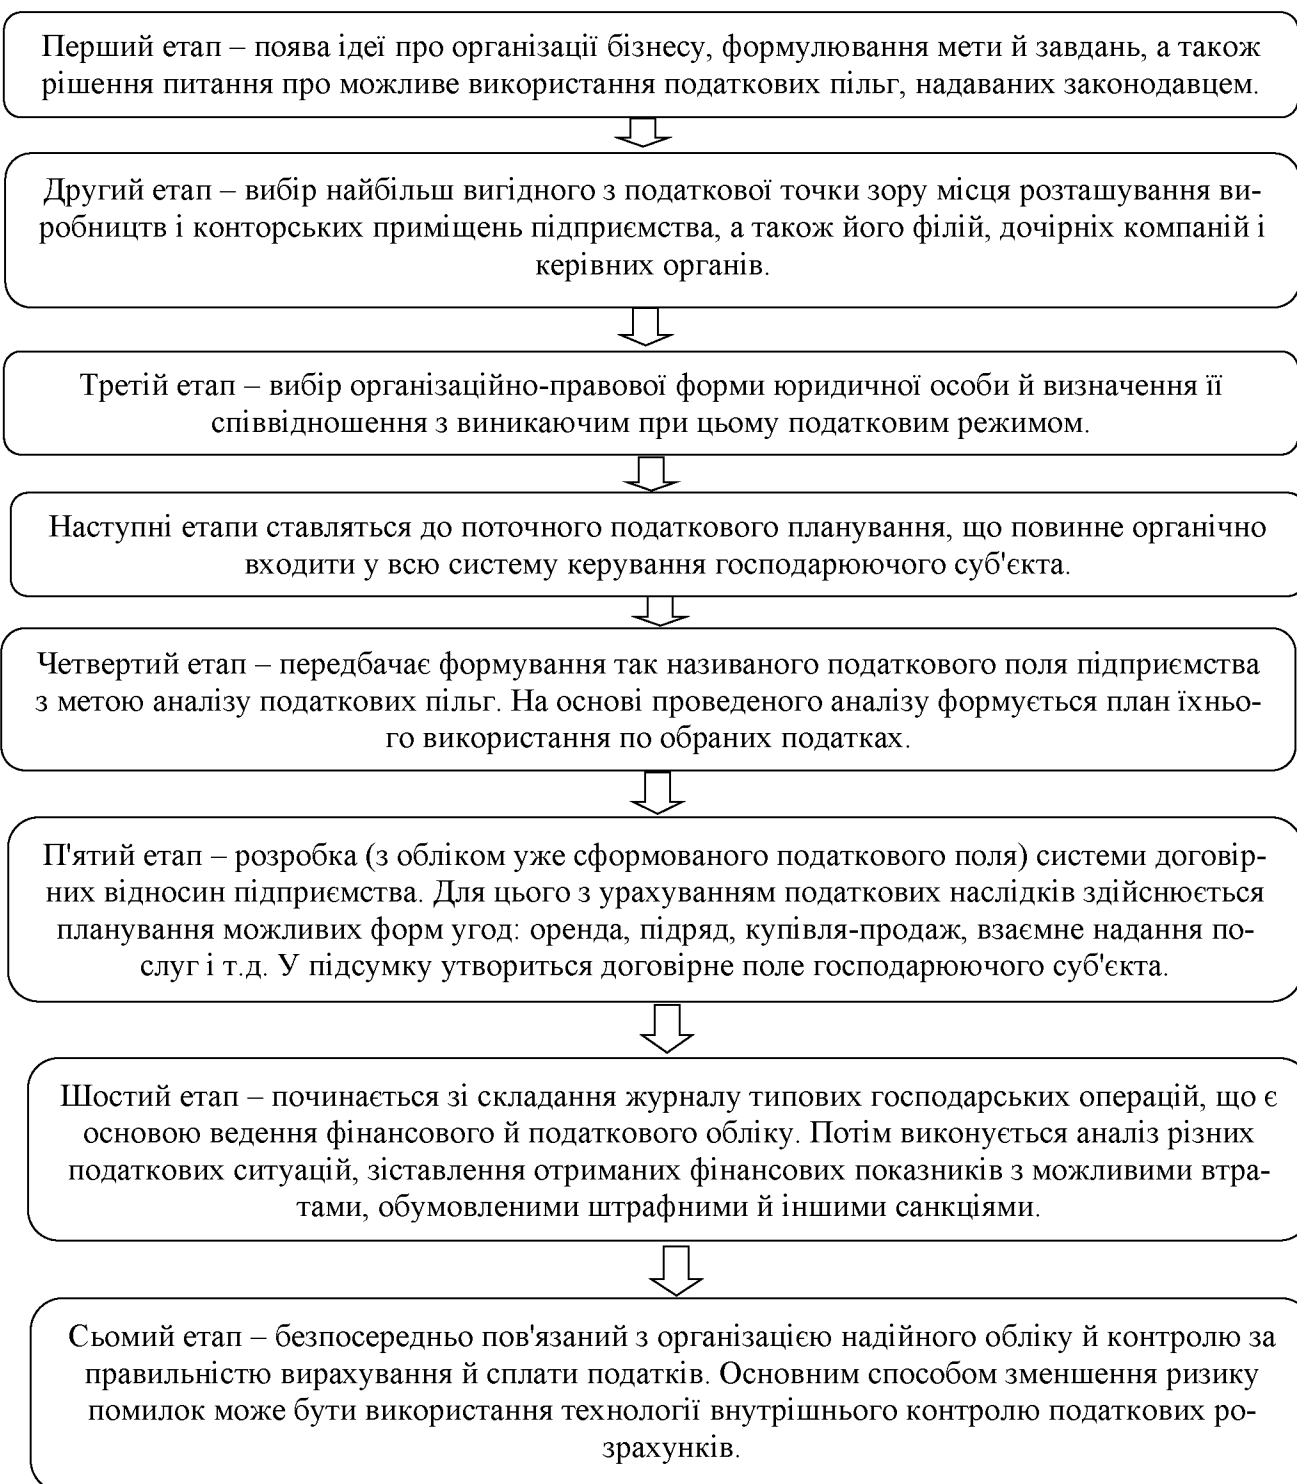 Перший етап – поява ідеї про організації бізнесу, формулювання мети й завдань, а також
рішення питання про можливе використання податкових пільг, надаваних законодавцем.
Другий етап – вибір найбільш вигідного з податкової точки зору місця розташування ви-
робництв і конторських приміщень підприємства, а також його філій, дочірніх компаній і
керівних органів.
Третій етап – вибір організаційно-правової форми юридичної особи й визначення її
співвідношення з виникаючим при цьому податковим режимом.
Наступні етапи ставляться до поточного податкового планування, що повинне органічно
входити у всю систему керування господарюючого суб'єкта.
Четвертий етап – передбачає формування так називаного податкового поля підприємства
з метою аналізу податкових пільг. На основі проведеного аналізу формується план їхньо-
го використання по обраних податках.
П'ятий етап – розробка (з обліком уже сформованого податкового поля) системи договір-
них відносин підприємства. Для цього з урахуванням податкових наслідків здійснюється
планування можливих форм угод: оренда, підряд, купівля-продаж, взаємне надання по-
слуг і т.д. У підсумку утвориться договірне поле господарюючого суб'єкта.
Шостий етап – починається зі складання журналу типових господарських операцій, що є
основою ведення фінансового й податкового обліку. Потім виконується аналіз різних
податкових ситуацій, зіставлення отриманих фінансових показників з можливими втра-
тами, обумовленими штрафними й іншими санкціями.
Сьомий етап – безпосередньо пов'язаний з організацією надійного обліку й контролю за
правильністю вирахування й сплати податків. Основним способом зменшення ризику
помилок може бути використання технології внутрішнього контролю податкових ро-
зрахунків.